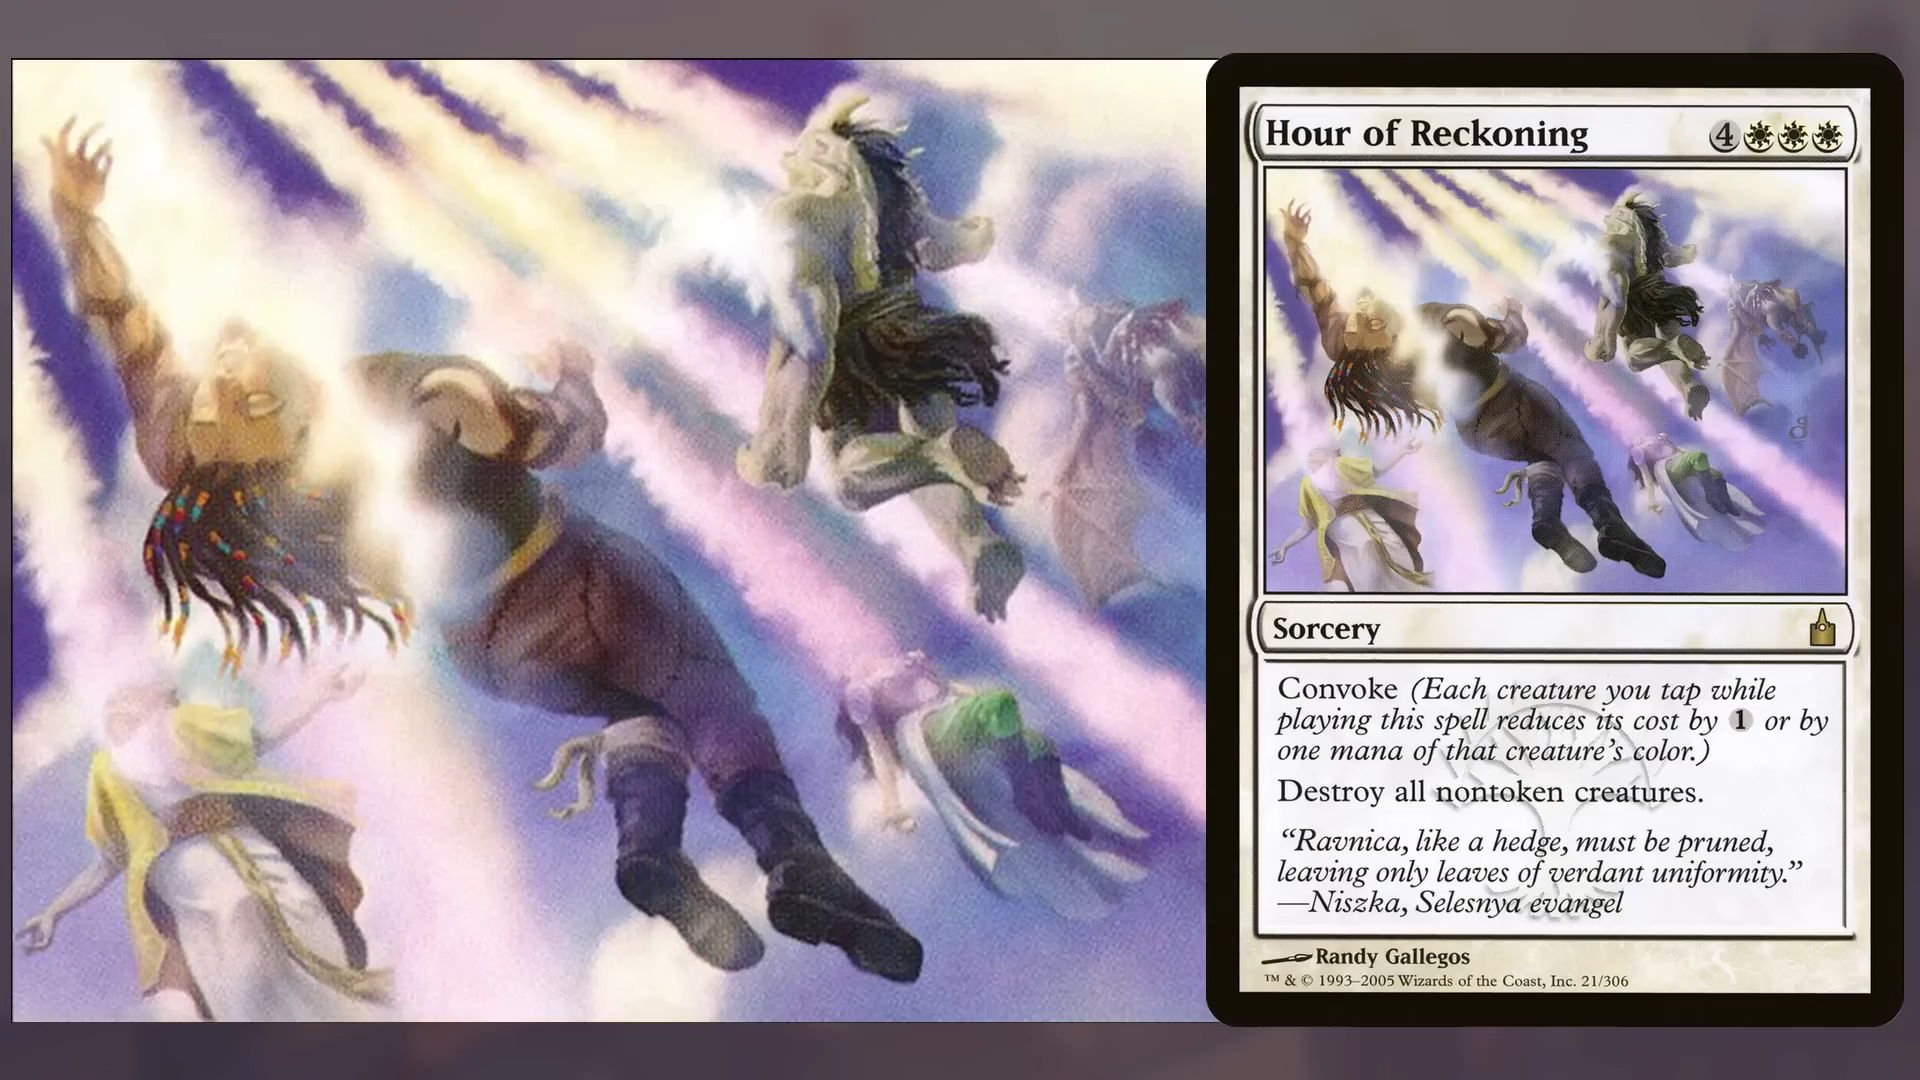 Hour of Reckoning 4
Sorcery
Convoke (Each creature you tap while
playing this spell reduces its cost by 1 or by
one mana of that creature's color.)
Destroy all nontoken creatures.
“Ravnica, like a hedge, must be pruned,
leaving only leaves of verdant uniformity.”
—Niszka, Selesnya evangel
Randy Gallegos
™ & © 1993–2005 Wizards of the Coast, Inc. 21/306